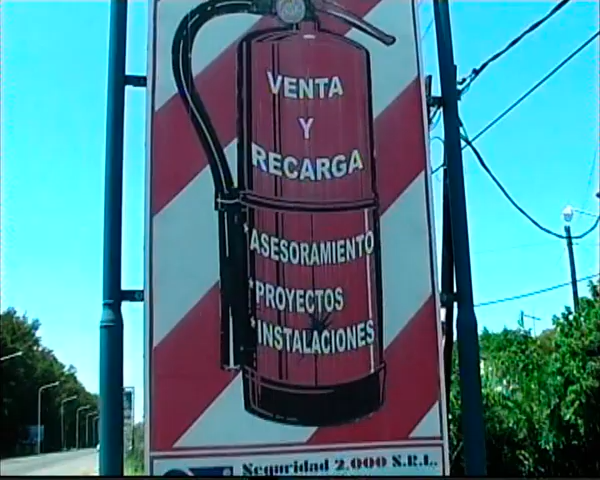 VENTA
Y
RECARGA
*ASESORAMIENTO
*PROYECTOS
*INSTALACIONES
Seguridad 2.000 S.R.L.